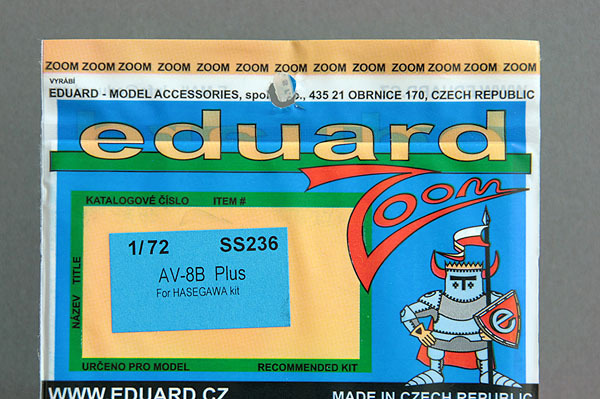 ZOOM ZOOM ZOOM ZOOM ZOOM ZOOM ZOOM ZOOM ZOOM ZOOM ZOOM ZOOM ZOOM
VYRÁBÍ
EDUARD - MODEL ACCESSORIES, 435 21 OBRNICE 170, CZECH REPUBLIC
eduard
Zoom
KATALOGOVÉ ČÍSLO ITEM #
1/72 SS236
AV-8B Plus
For HASEGAWA kit
NÁZEV TITLE
e
URČENO PRO MODEL RECOMMENDED KIT
WWW.EDUARD.CZ MADE IN CZECH REPUBLIC